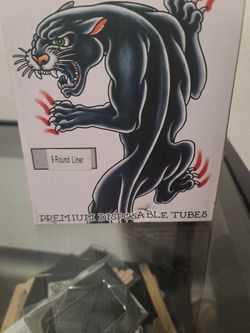 9 Round Liner
PREMIUM DISPOSABLE TUBES